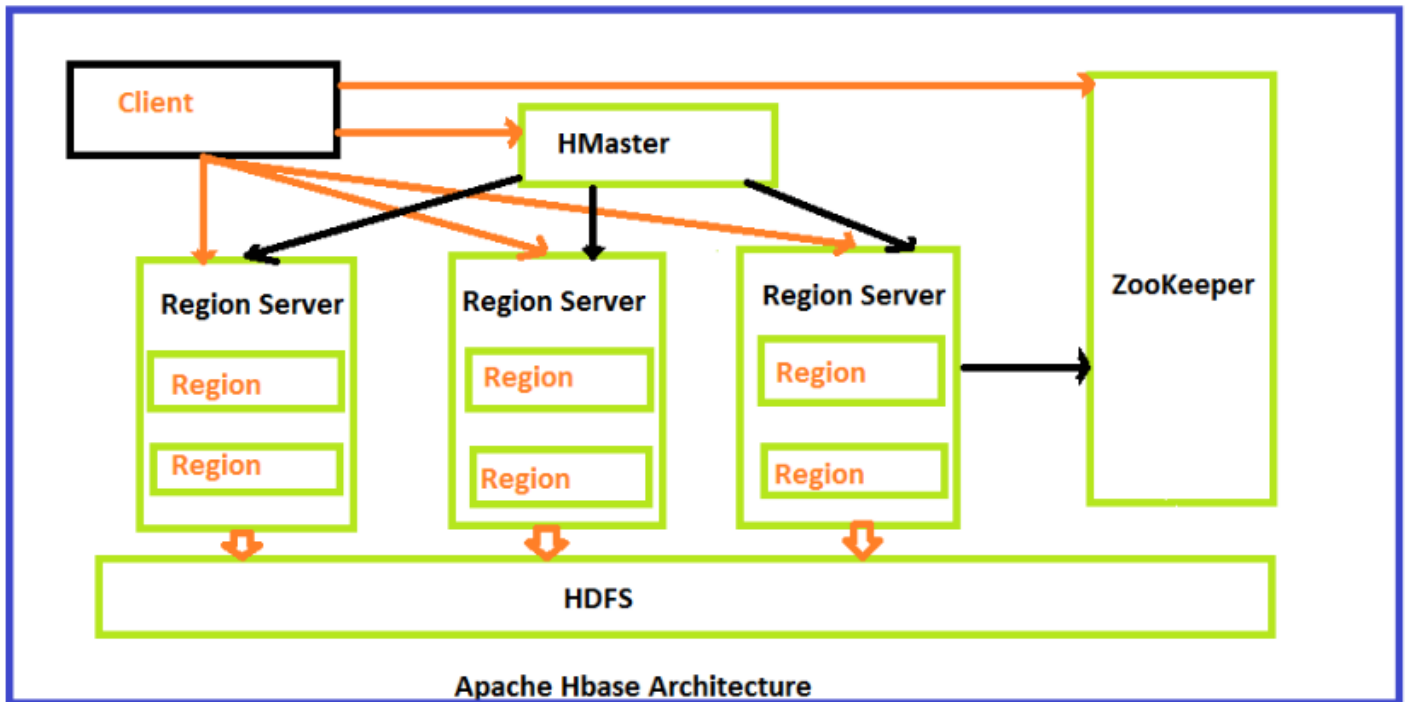 Client
HMaster
ZooKeeper
Region Server
Region
Region
Region Server
Region
Region
Region Server
Region
Region
HDFS
Apache Hbase Architecture